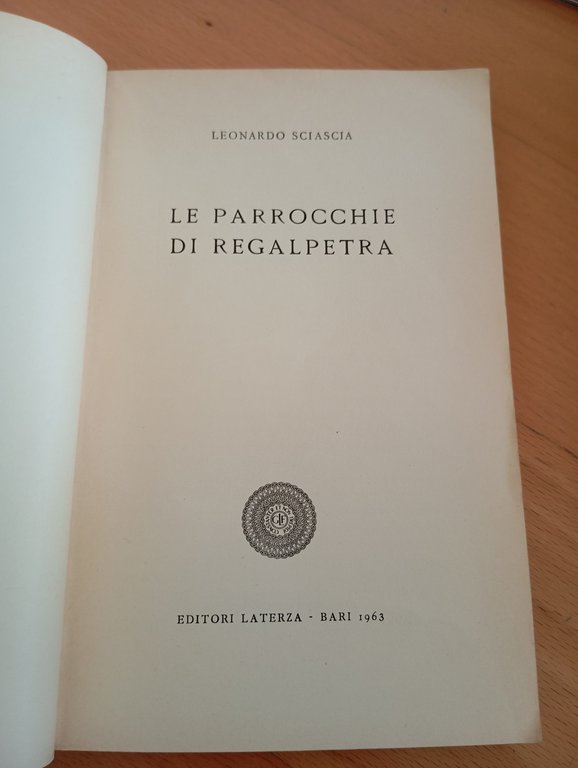 LEONARDO SCIASCIA
LE PARROCCHIE
DI REGALPETRA
EDITORI LATERZA - BARI 1963